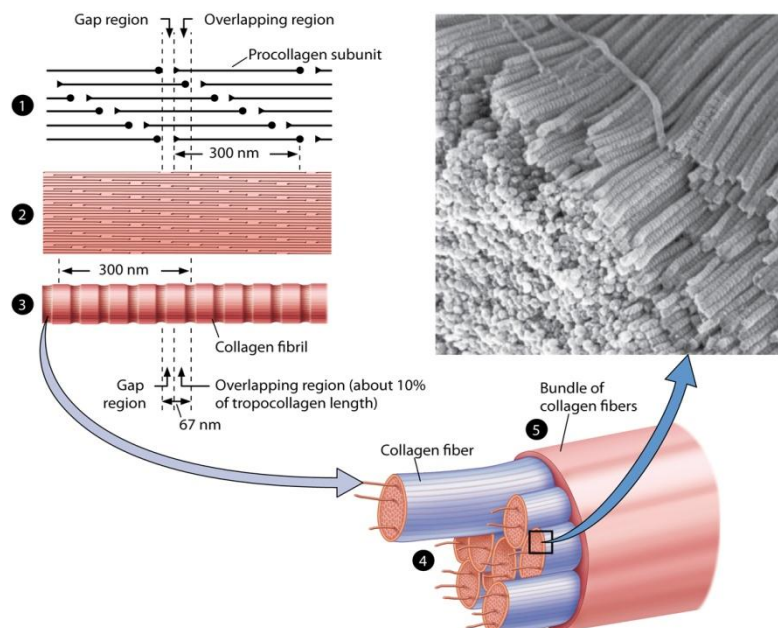 Gap region
Overlapping region
Procollagen subunit
1
300 nm
2
300 nm
3
Collagen fibril
Gap
region
Overlapping region (about 10%
of tropocollagen length)
67 nm
Bundle of
collagen fibers
5
Collagen fiber
4